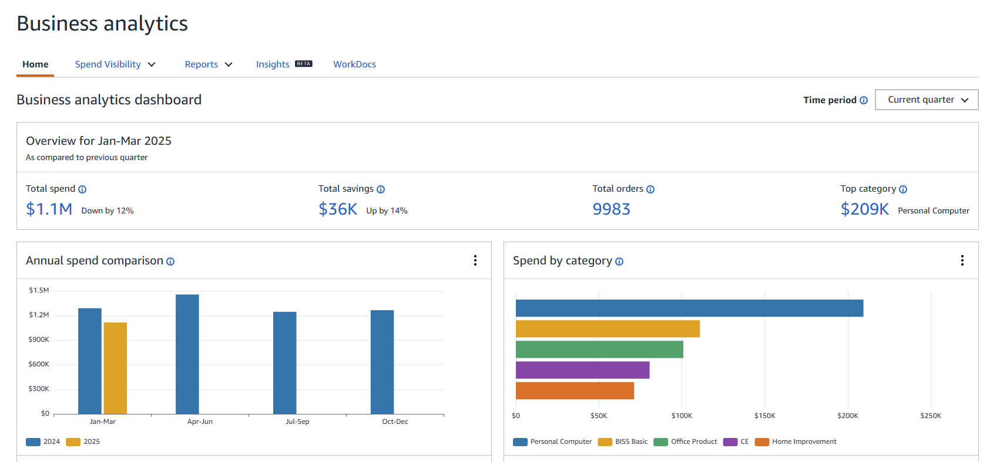 Business analytics
Home Spend Visibility Reports Insights BETA WorkDocs
Business analytics dashboard
Time period Current quarter
Overview for Jan-Mar 2025
As compared to previous quarter
Total spend
$1.1M Down by 12%
Total savings
$36K Up by 14%
Total orders
9983
Top category
$209K Personal Computer
Annual spend comparison
$1.5M
$1.2M
$900K
$600K
$300K
$0
Jan-Mar Apr-Jun Jul-Sep Oct-Dec
2024 2025
Spend by category
$0 $50K $100K $150K $200K $250K
Personal Computer BISS Basic Office Product CE Home Improvement